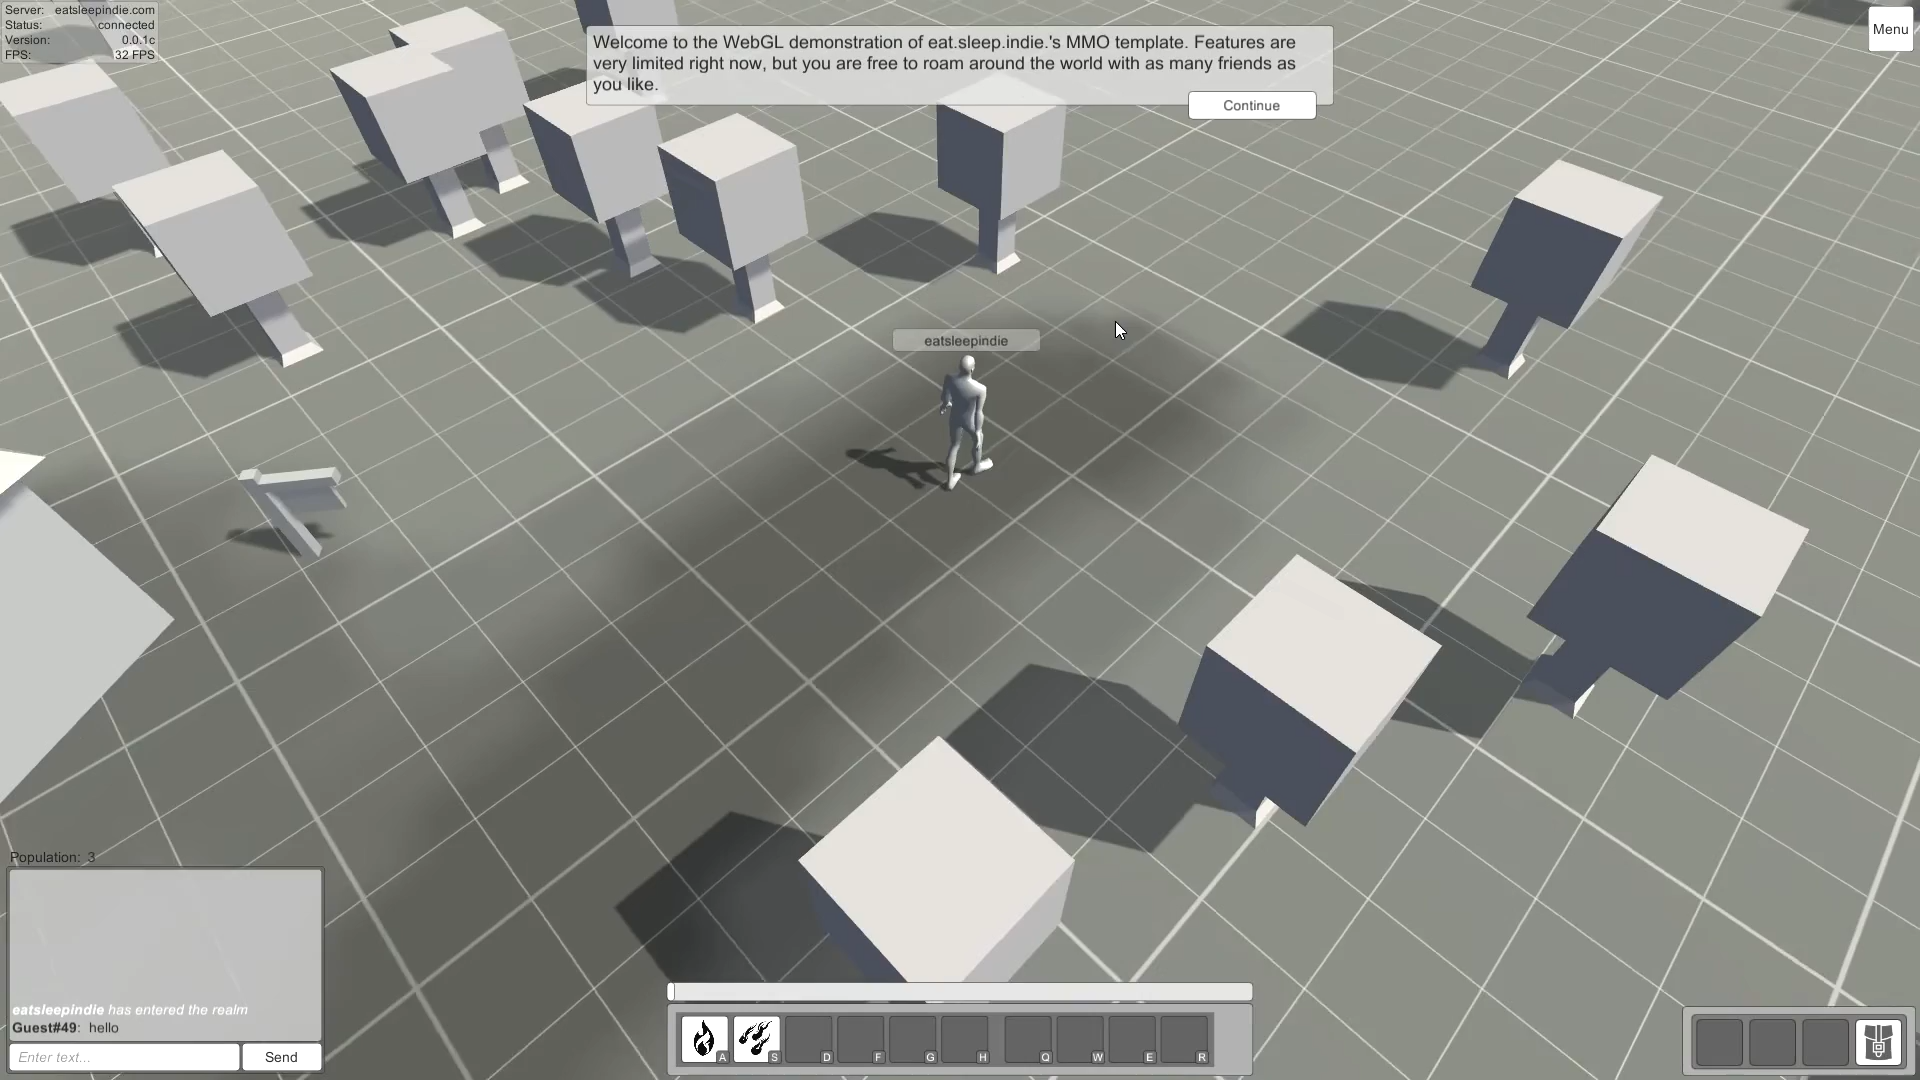 Server: eatsleepindie.com
Status: connected
Version: 0.0.1c
FPS: 32 FPS
Welcome to the WebGL demonstration of eat.sleep.indie.'s MMO template. Features are
very limited right now, but you are free to roam around the world with as many friends as
you like.
Continue
Menu
eatsleepindie
Population: 3
eatsleepindie has entered the realm
Guest#49: hello
Enter text...
Send
A S D F G H Q W E R